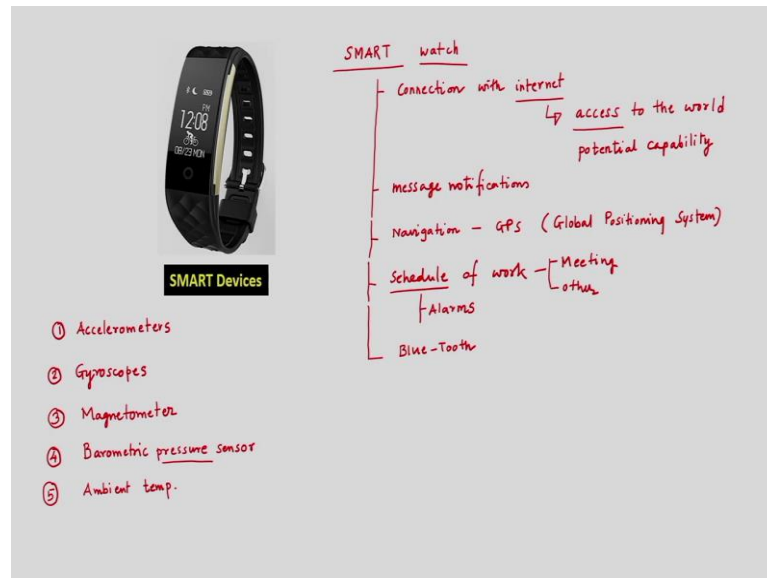 SMART watch
Connection with internet
access to the world
potential capability
message notifications
Navigation - GPS (Global Positioning System)
Schedule of work - Meeting
other
Alarms
Blue-Tooth
PM
12:08
08/23 MON
SMART Devices
① Accelerometers
② Gyroscopes
③ Magnetometer
④ Barometric pressure sensor
⑤ Ambient temp.